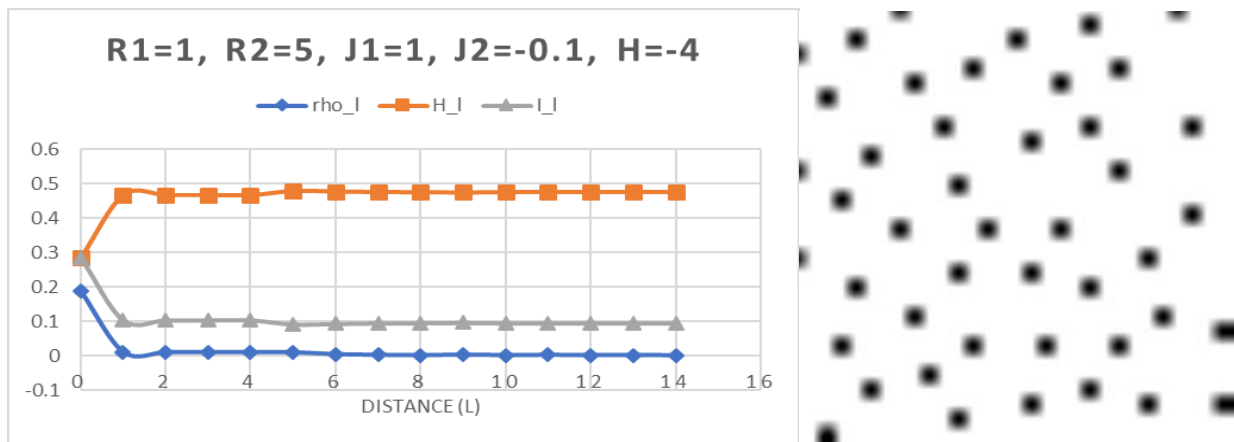 R1=1, R2=5, J1=1, J2=-0.1, H=-4
rho_l H_l I_l
0.6
0.5
0.4
0.3
0.2
0.1
0
-0.1
0 2 4 6 8 10 12 14 16
DISTANCE (L)